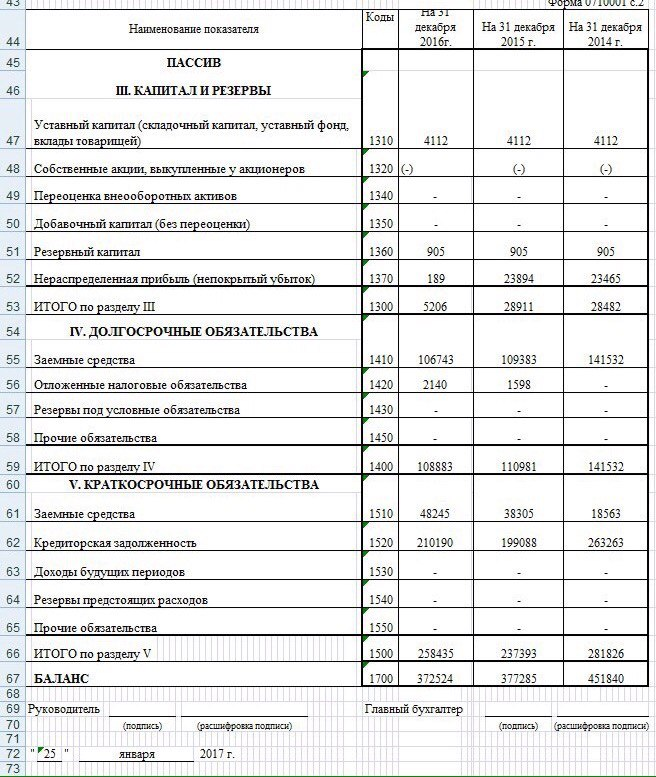 43 Форма 0710001 с.2
44 Наименование показателя Коды На 31 декабря 2016г. На 31 декабря 2015 г. На 31 декабря 2014 г.
45 ПАССИВ
46 III. КАПИТАЛ И РЕЗЕРВЫ
Уставный капитал (складочный капитал, уставный фонд,
47 вклады товарищей) 1310 4112 4112 4112
48 Собственные акции, выкупленные у акционеров 1320 (-) (-) (-)
49 Переоценка внеооборотных активов 1340 - - -
50 Добавочный капитал (без переоценки) 1350 - - -
51 Резервный капитал 1360 905 905 905
52 Нераспределенная прибыль (непокрытый убыток) 1370 189 23894 23465
53 ИТОГО по разделу III 1300 5206 28911 28482
54 IV. ДОЛГОСРОЧНЫЕ ОБЯЗАТЕЛЬСТВА
55 Заемные средства 1410 106743 109383 141532
56 Отложенные налоговые обязательства 1420 2140 1598 -
57 Резервы под условные обязательства 1430 - - -
58 Прочие обязательства 1450 - - -
59 ИТОГО по разделу IV 1400 108883 110981 141532
60 V. КРАТКОСРОЧНЫЕ ОБЯЗАТЕЛЬСТВА
61 Заемные средства 1510 48245 38305 18563
62 Кредиторская задолженность 1520 210190 199088 263263
63 Доходы будущих периодов 1530 - - -
64 Резервы предстоящих расходов 1540 - - -
65 Прочие обязательства 1550 - - -
66 ИТОГО по разделу V 1500 258435 237393 281826
67 БАЛАНС 1700 372524 377285 451840
68
69 Руководитель Главный бухгалтер
70 (подпись) (расшифровка подписи) (подпись) (расшифровка подписи)
71
72 " 25 " января 2017 г.
73